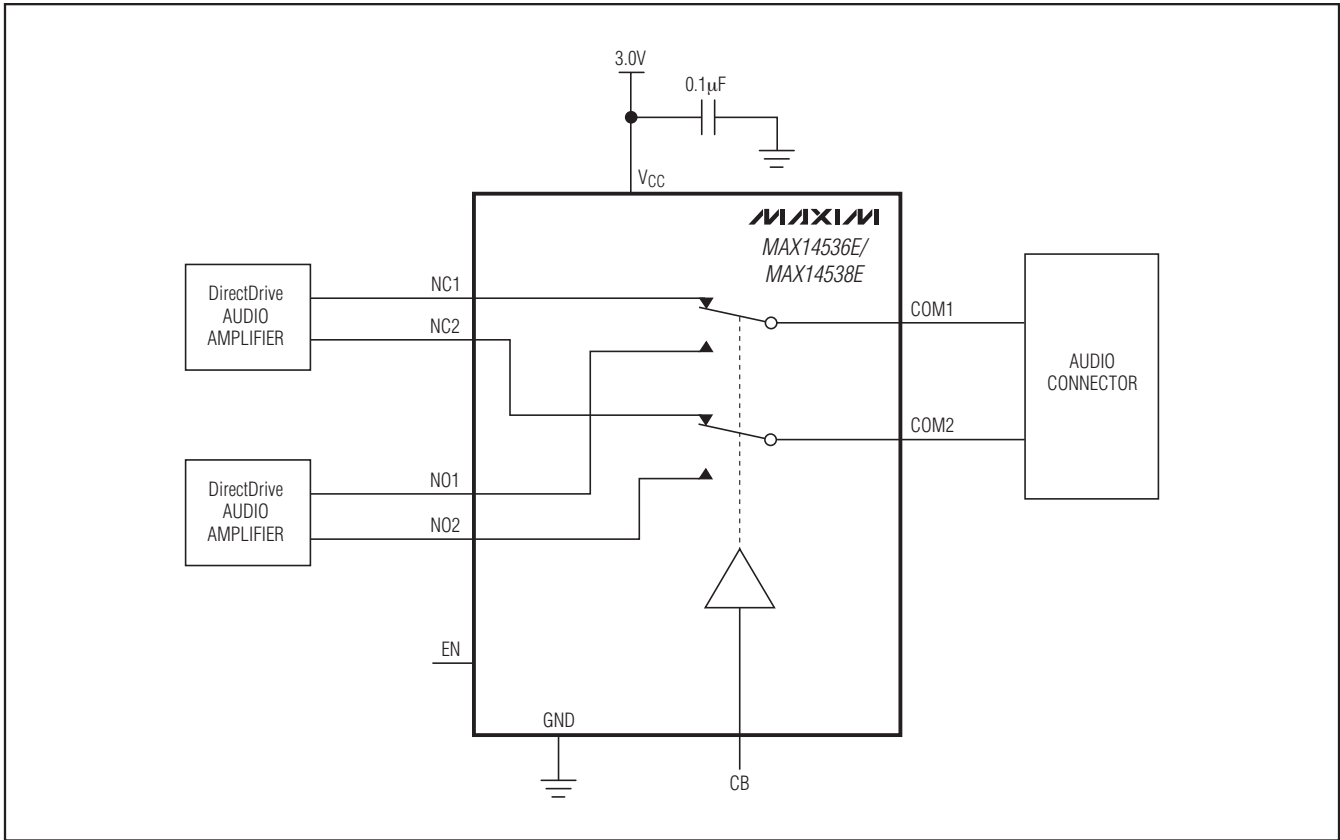 3.0V
0.1μF
VCC
MAXIM
MAX14536E/
MAX14538E
DirectDrive
AUDIO
AMPLIFIER
NC1
NC2
COM1
AUDIO
CONNECTOR
COM2
DirectDrive
AUDIO
AMPLIFIER
NO1
NO2
EN
GND
CB